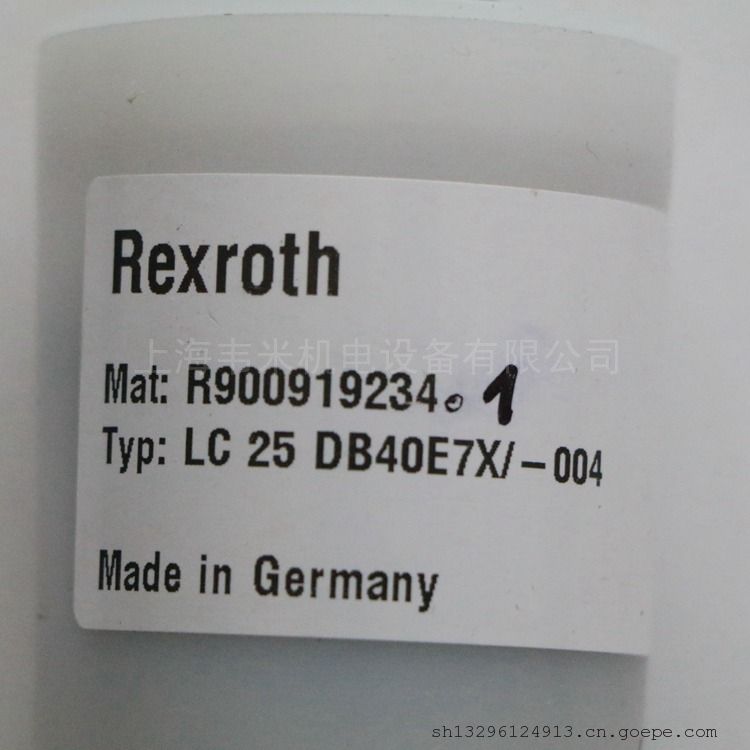 Rexroth
上海韦米机电设备有限公司
Mat: R900919234. 1
Typ: LC 25 DB40E7X/-004
Made in Germany
sh13296124913.cn.goepe.com